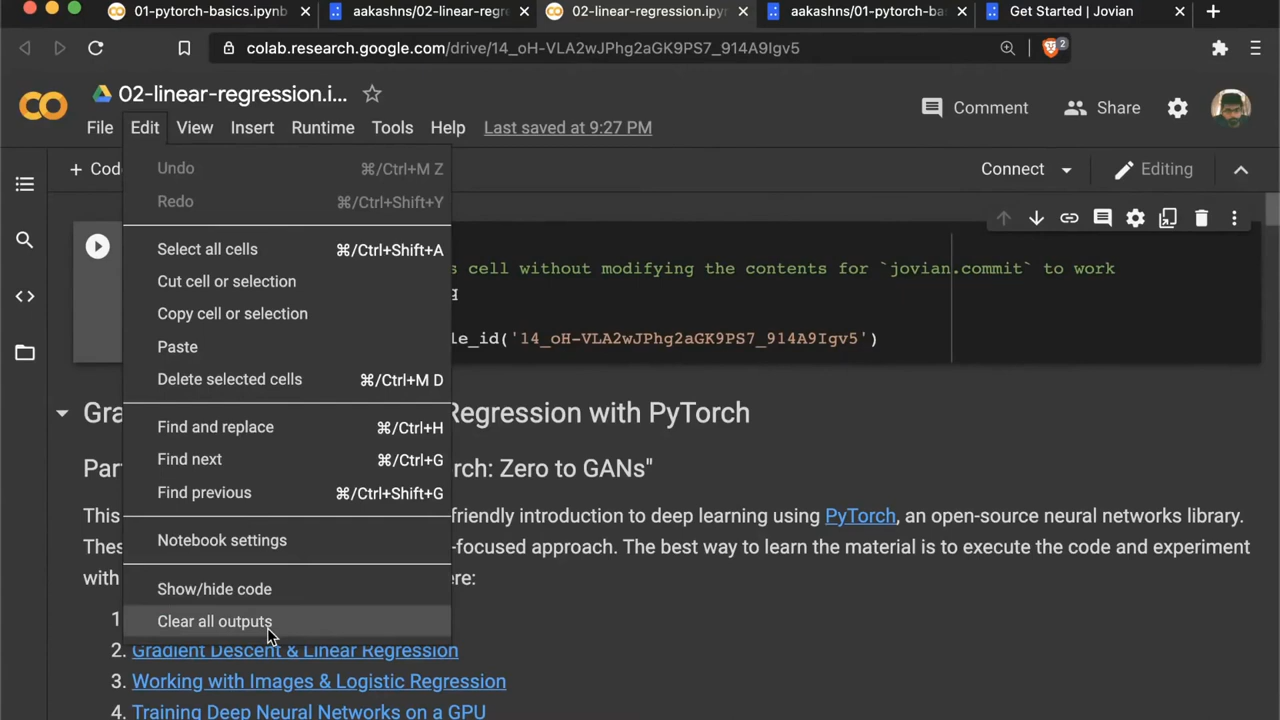 01-pytorch-basics.ipynb
aakashns/02-linear-regr
02-linear-regression.ipyn
aakashns/01-pytorch-ba
Get Started | Jovian
colab.research.google.com/drive/14_oH-VLA2wJPhg2aGK9PS7_914A9Igv5
2
02-linear-regression.i...
Comment
Share
File Edit View Insert Runtime Tools Help Last saved at 9:27 PM
+ Cod
Connect
Editing
Undo ⌘/Ctrl+M Z
Redo ⌘/Ctrl+Shift+Y
Select all cells ⌘/Ctrl+Shift+A
Cut cell or selection
Copy cell or selection
Paste
Delete selected cells ⌘/Ctrl+M D
Find and replace ⌘/Ctrl+H
Find next ⌘/Ctrl+G
Find previous ⌘/Ctrl+Shift+G
Notebook settings
Show/hide code
Clear all outputs
s cell without modifying the contents for `jovian.commit` to work
le_id('14_oH-VLA2wJPhg2aGK9PS7_914A9Igv5')
Gra Regression with PyTorch
Part rch: Zero to GANs"
This friendly introduction to deep learning using PyTorch, an open-source neural networks library.
These -focused approach. The best way to learn the material is to execute the code and experiment
with ere:
1
2. Gradient Descent & Linear Regression
3. Working with Images & Logistic Regression
4. Training Deep Neural Networks on a GPU